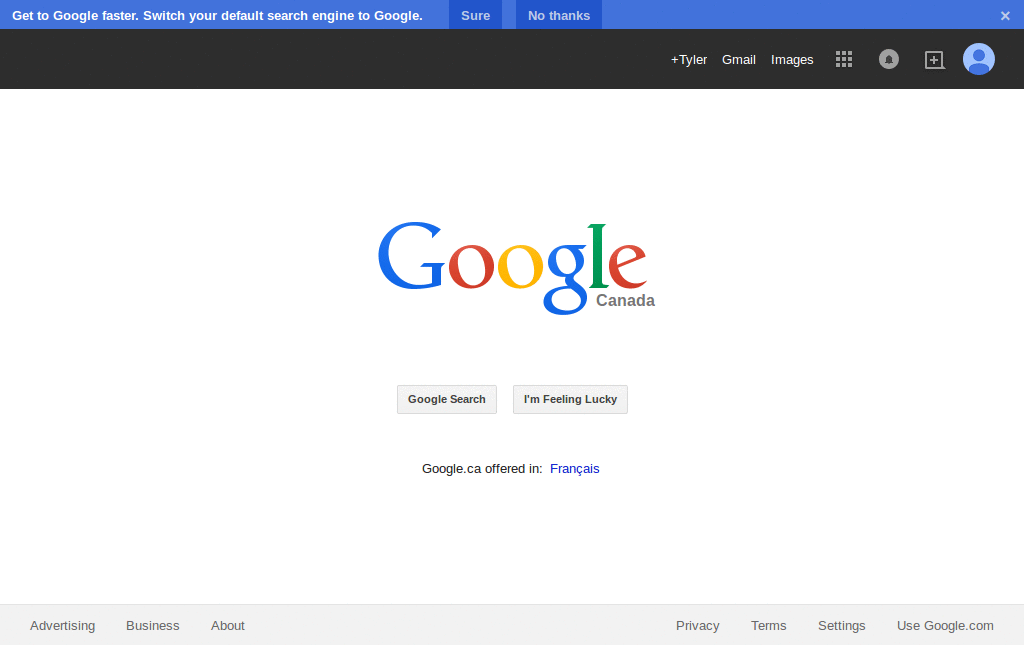 Get to Google faster. Switch your default search engine to Google. Sure No thanks ×
+Tyler Gmail Images
Google
Canada
Google Search I'm Feeling Lucky
Google.ca offered in: Français
Advertising Business About Privacy Terms Settings Use Google.com